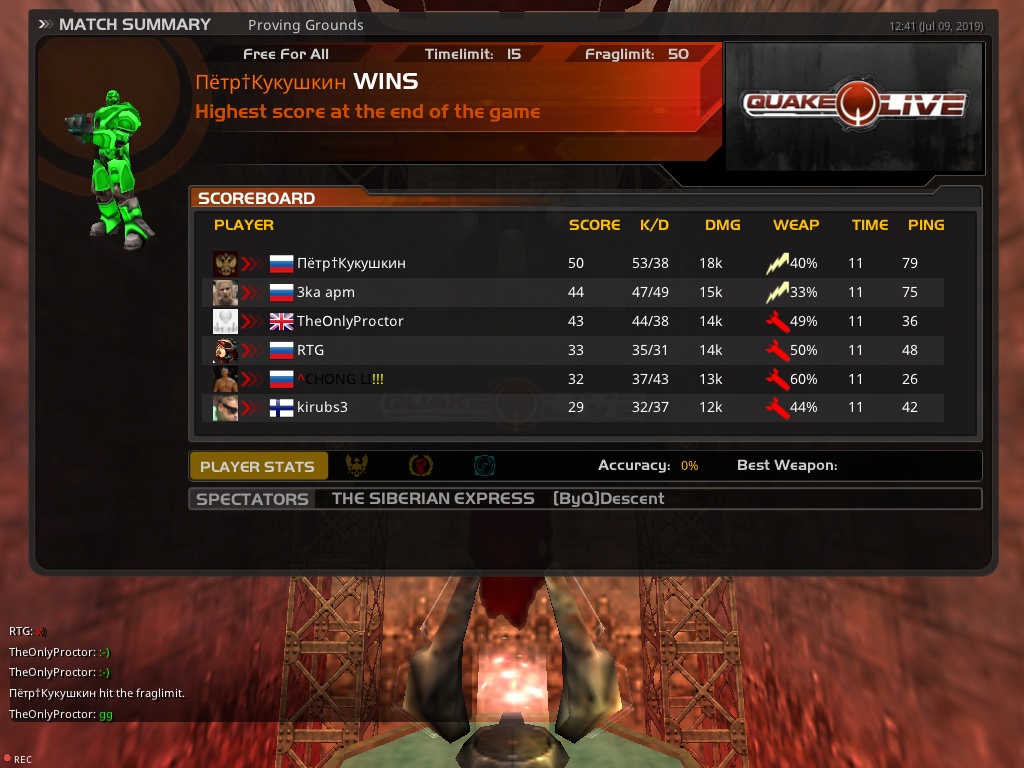 MATCH SUMMARY Proving Grounds 12:41 (Jul 09, 2019)
Free For All Timelimit: 15 Fraglimit: 50
Пётр†Кукушкин WINS
Highest score at the end of the game
QUAKE LIVE
SCOREBOARD
PLAYER SCORE K/D DMG WEAP TIME PING
Пётр†Кукушкин 50 53/38 18k 40% 11 79
3ka apm 44 47/49 15k 33% 11 75
TheOnlyProctor 43 44/38 14k 49% 11 36
RTG 33 35/31 14k 50% 11 48
^CHONG LI!!! 32 37/43 13k 60% 11 26
kirubs3 29 32/37 12k 44% 11 42
PLAYER STATS Accuracy: 0% Best Weapon:
SPECTATORS THE SIBERIAN EXPRESS [ByQ]Descent
RTG: x)
TheOnlyProctor: :-)
TheOnlyProctor: :-)
Пётр†Кукушкин hit the fraglimit.
TheOnlyProctor: gg
REC